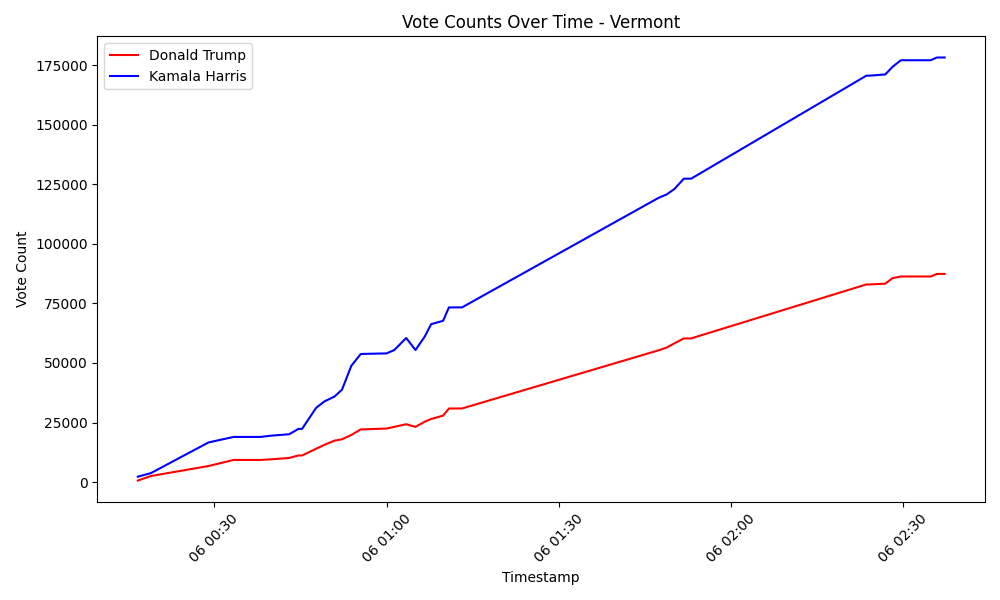 Vote Counts Over Time - Vermont
Donald Trump
Kamala Harris
Vote Count
175000
150000
125000
100000
75000
50000
25000
0
06 00:30
06 01:00
06 01:30
06 02:00
06 02:30
Timestamp